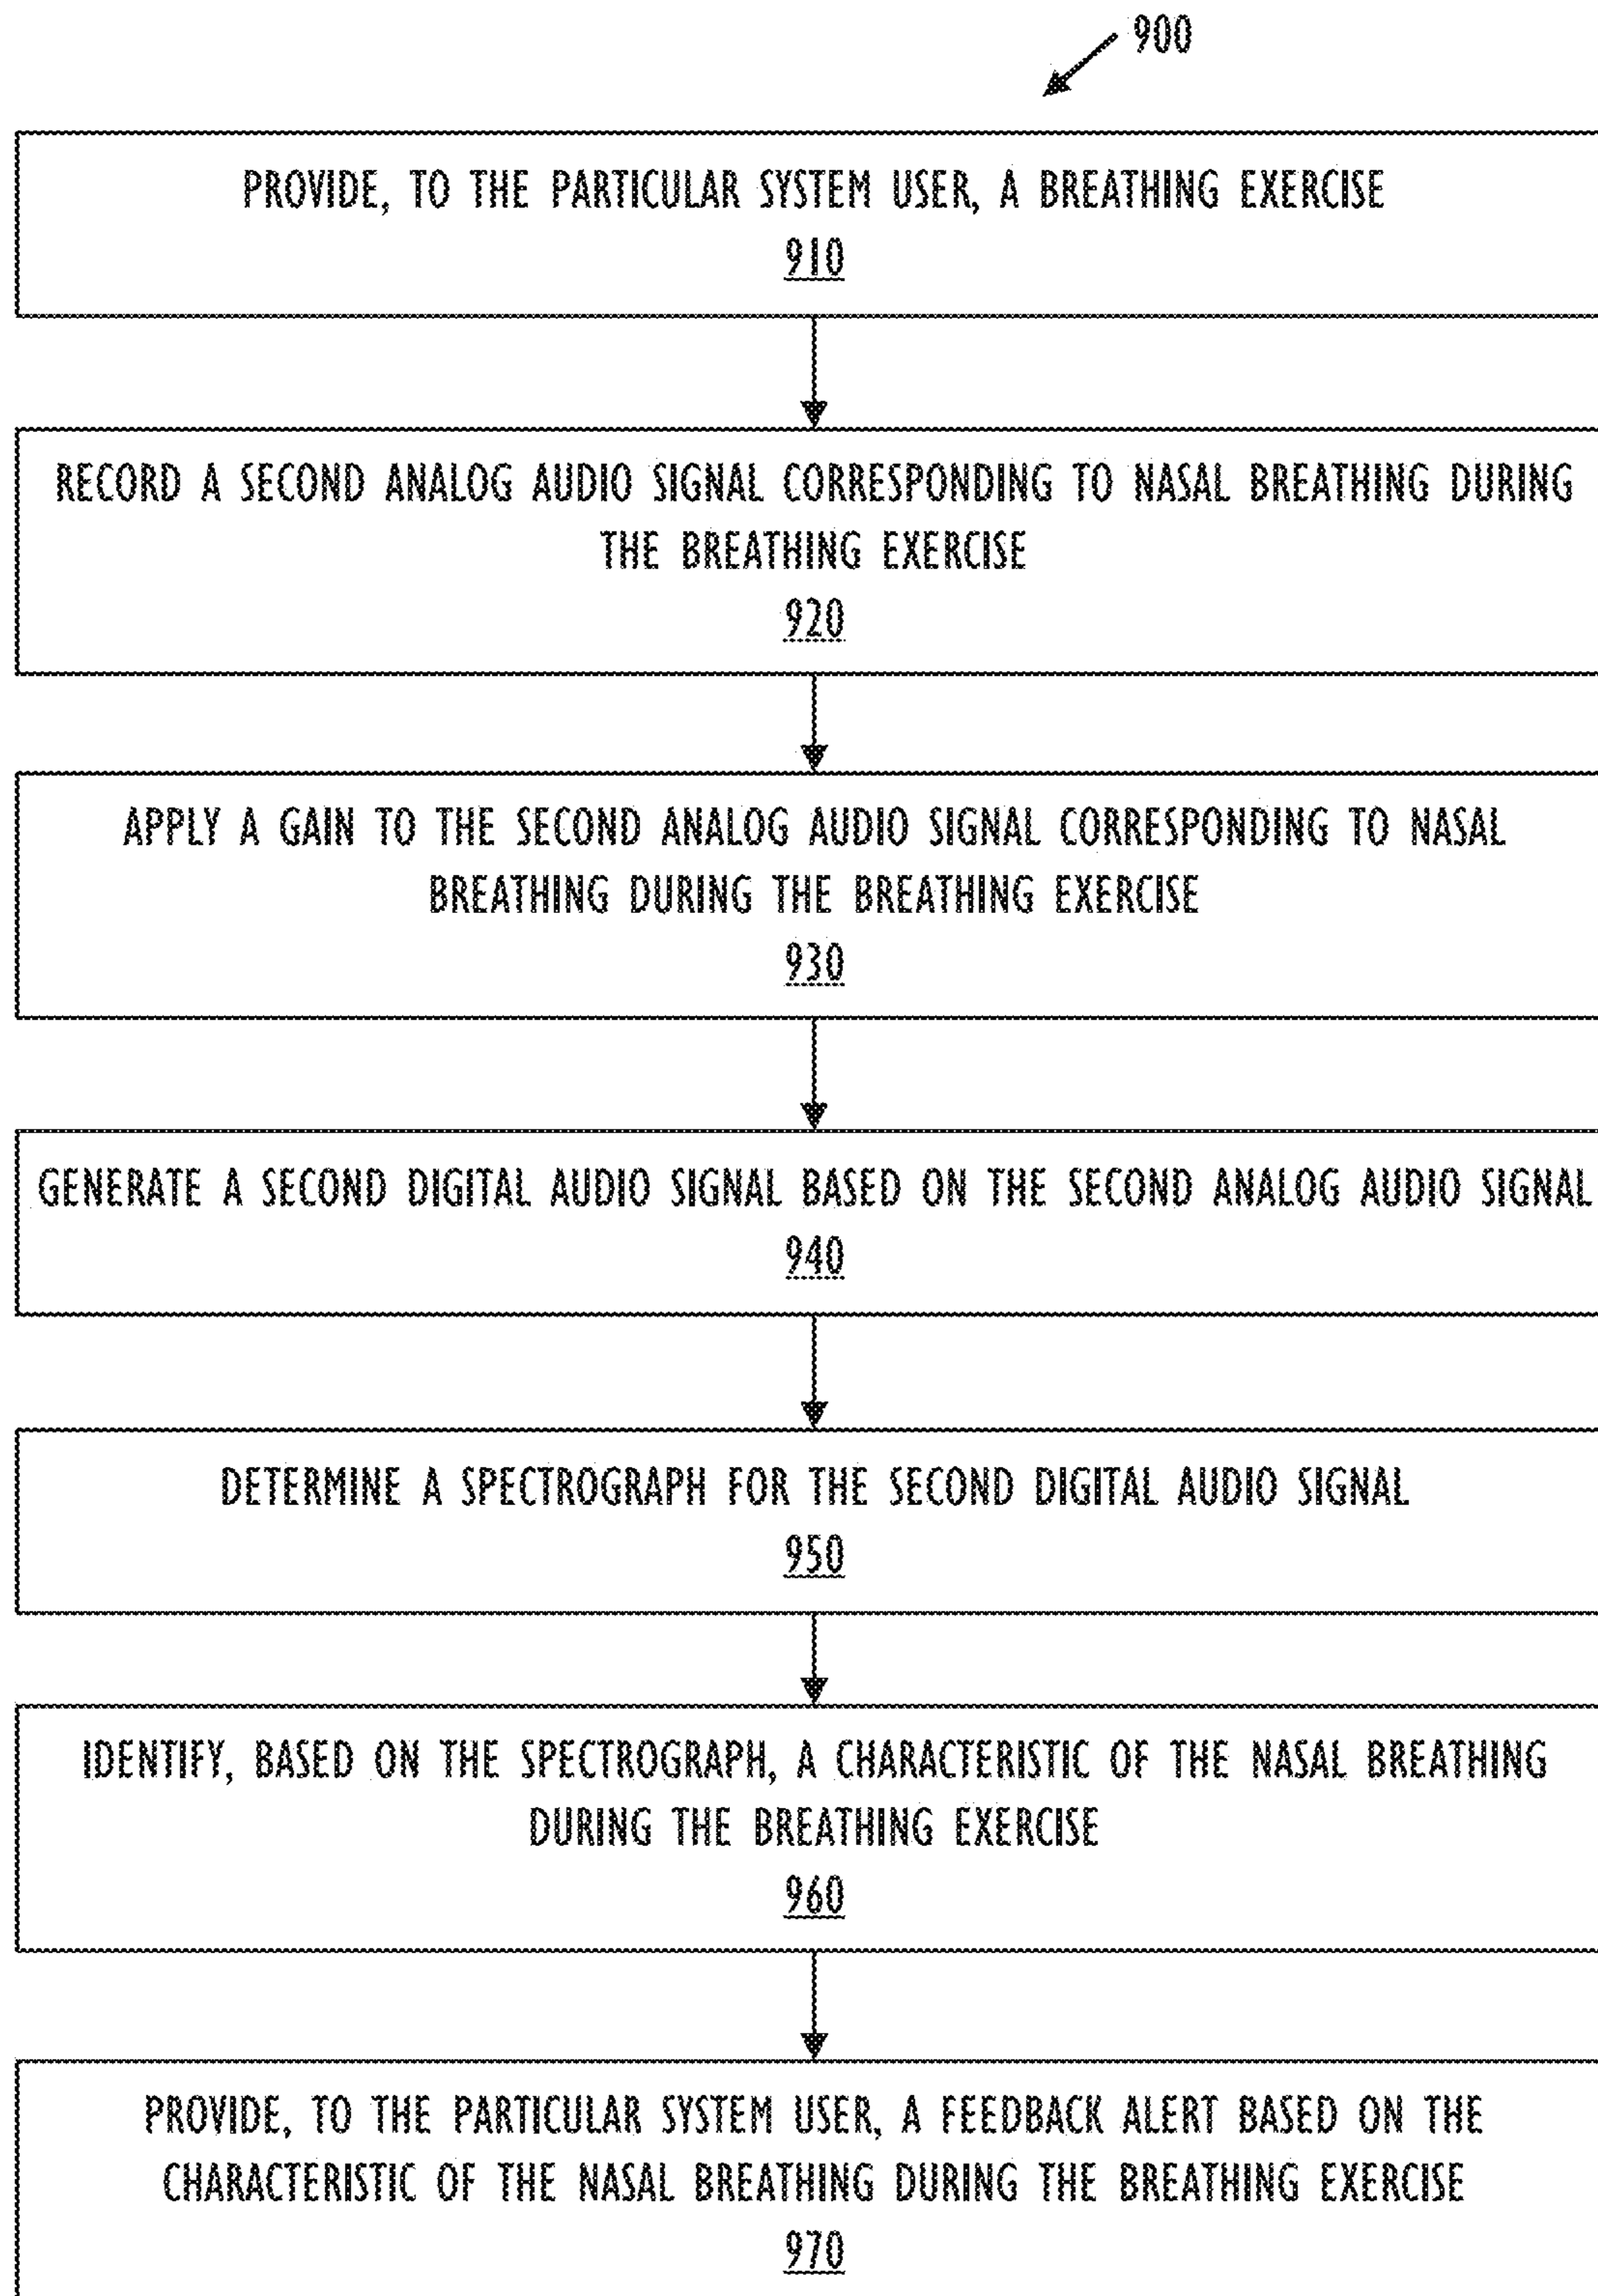 900
PROVIDE, TO THE PARTICULAR SYSTEM USER, A BREATHING EXERCISE
910
RECORD A SECOND ANALOG AUDIO SIGNAL CORRESPONDING TO NASAL BREATHING DURING
THE BREATHING EXERCISE
920
APPLY A GAIN TO THE SECOND ANALOG AUDIO SIGNAL CORRESPONDING TO NASAL
BREATHING DURING THE BREATHING EXERCISE
930
GENERATE A SECOND DIGITAL AUDIO SIGNAL BASED ON THE SECOND ANALOG AUDIO SIGNAL
940
DETERMINE A SPECTROGRAPH FOR THE SECOND DIGITAL AUDIO SIGNAL
950
IDENTIFY, BASED ON THE SPECTROGRAPH, A CHARACTERISTIC OF THE NASAL BREATHING
DURING THE BREATHING EXERCISE
960
PROVIDE, TO THE PARTICULAR SYSTEM USER, A FEEDBACK ALERT BASED ON THE
CHARACTERISTIC OF THE NASAL BREATHING DURING THE BREATHING EXERCISE
970